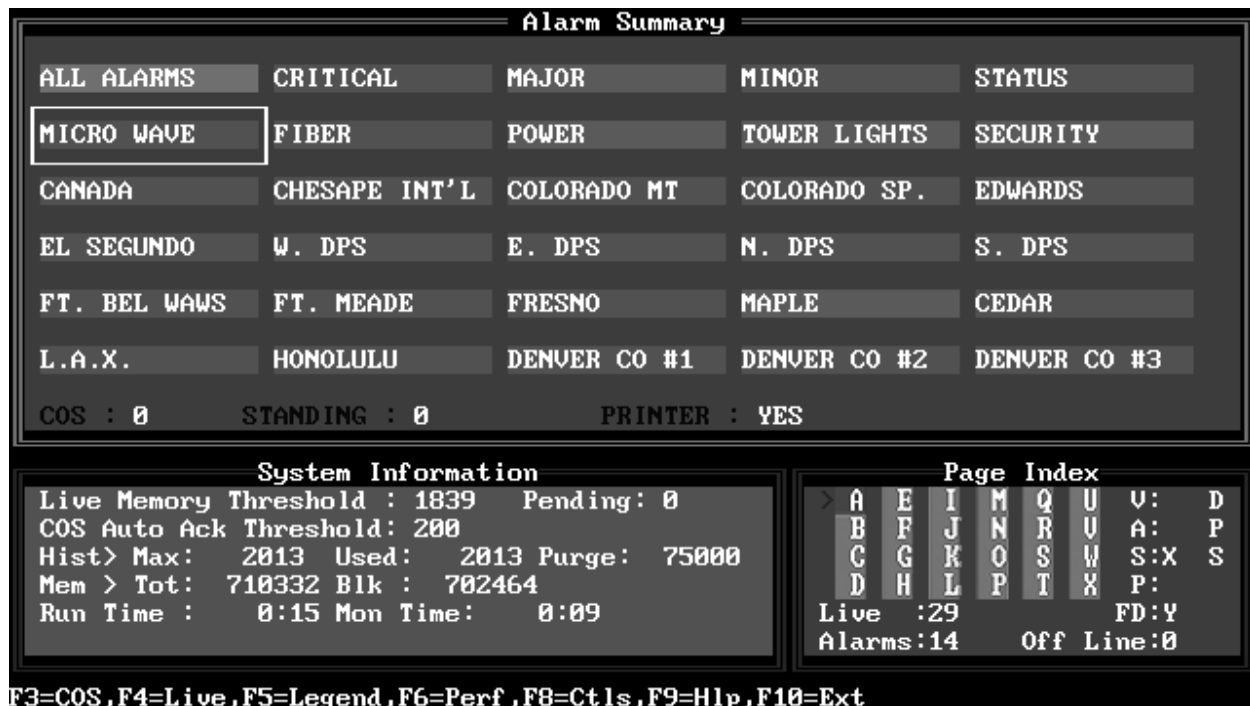 Alarm Summary
ALL ALARMS CRITICAL MAJOR MINOR STATUS
MICRO WAVE FIBER POWER TOWER LIGHTS SECURITY
CANADA CHESAPE INT'L COLORADO MT COLORADO SP. EDWARDS
EL SEGUNDO W. DPS E. DPS N. DPS S. DPS
FT. BEL WAWS FT. MEADE FRESNO MAPLE CEDAR
L.A.X. HONOLULU DENVER CO #1 DENVER CO #2 DENVER CO #3
COS : 0 STANDING : 0 PRINTER : YES
System Information
Live Memory Threshold : 1839 Pending: 0
COS Auto Ack Threshold: 200
Hist> Max: 2013 Used: 2013 Purge: 75000
Mem > Tot: 710332 Blk : 702464
Run Time : 0:15 Mon Time: 0:09
Page Index
> A E I M Q U V: D
B F J N R V A: P
C G K O S W S:X S
D H L P T X P:
Live :29 FD:Y
Alarms:14 Off Line:0
F3=COS,F4=Live,F5=Legend,F6=Perf,F8=Ctls,F9=Hlp,F10=Ext